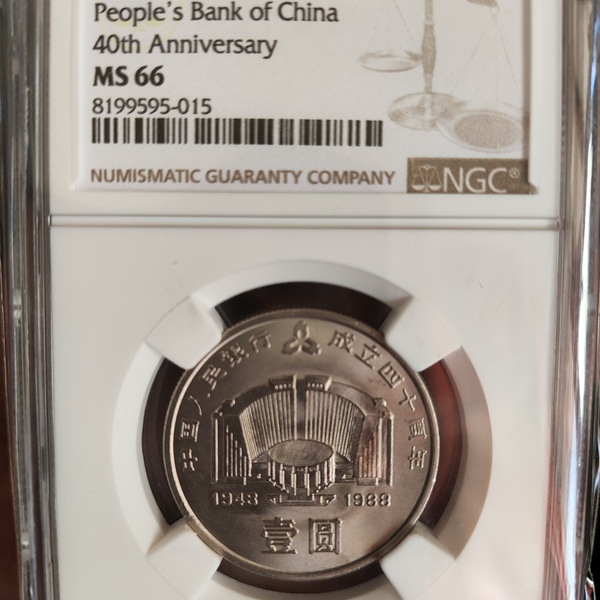 People's Bank of China
40th Anniversary
MS 66
8199595-015
NUMISMATIC GUARANTY COMPANY
NGC®
中国人民银行 成立四十周年
1948 1988
壹圆